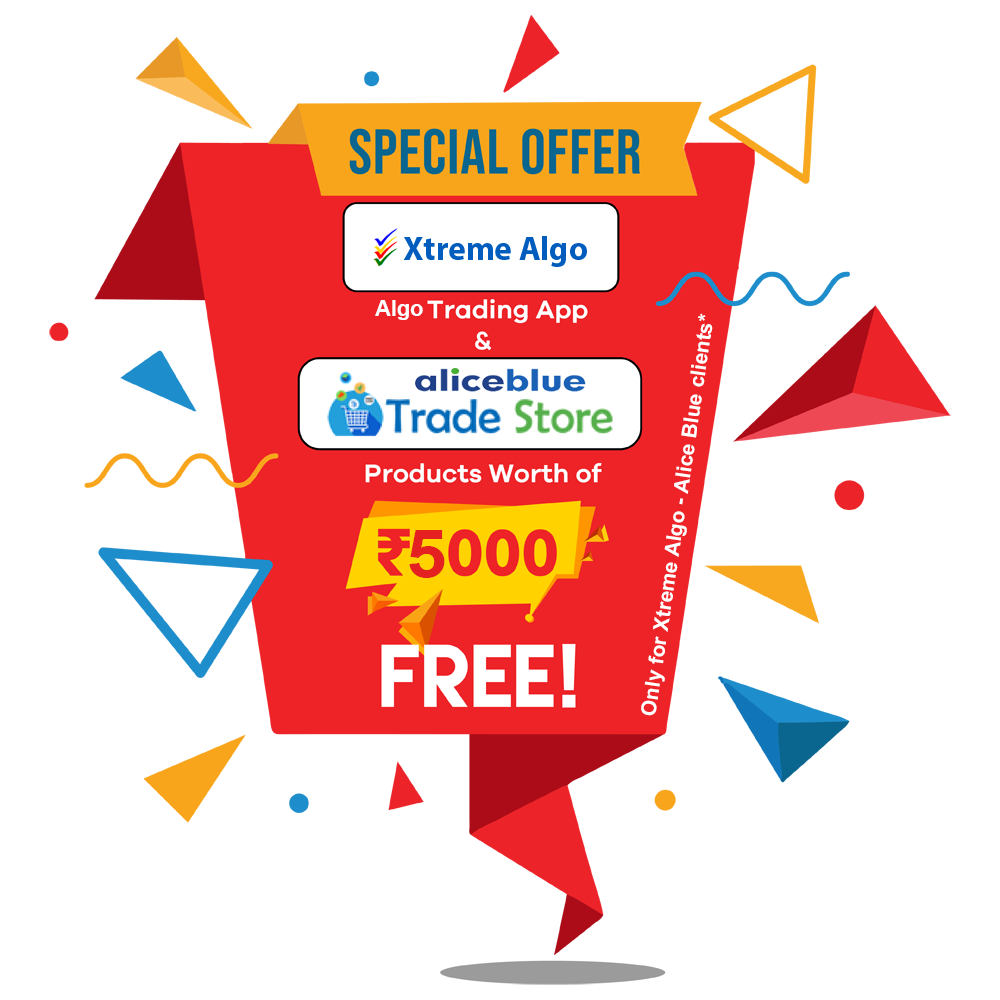 SPECIAL OFFER
Xtreme Algo
Algo Trading App
&
aliceblue
Trade Store
Products Worth of
₹5000
FREE!
Only for Xtreme Algo - Alice Blue clients*